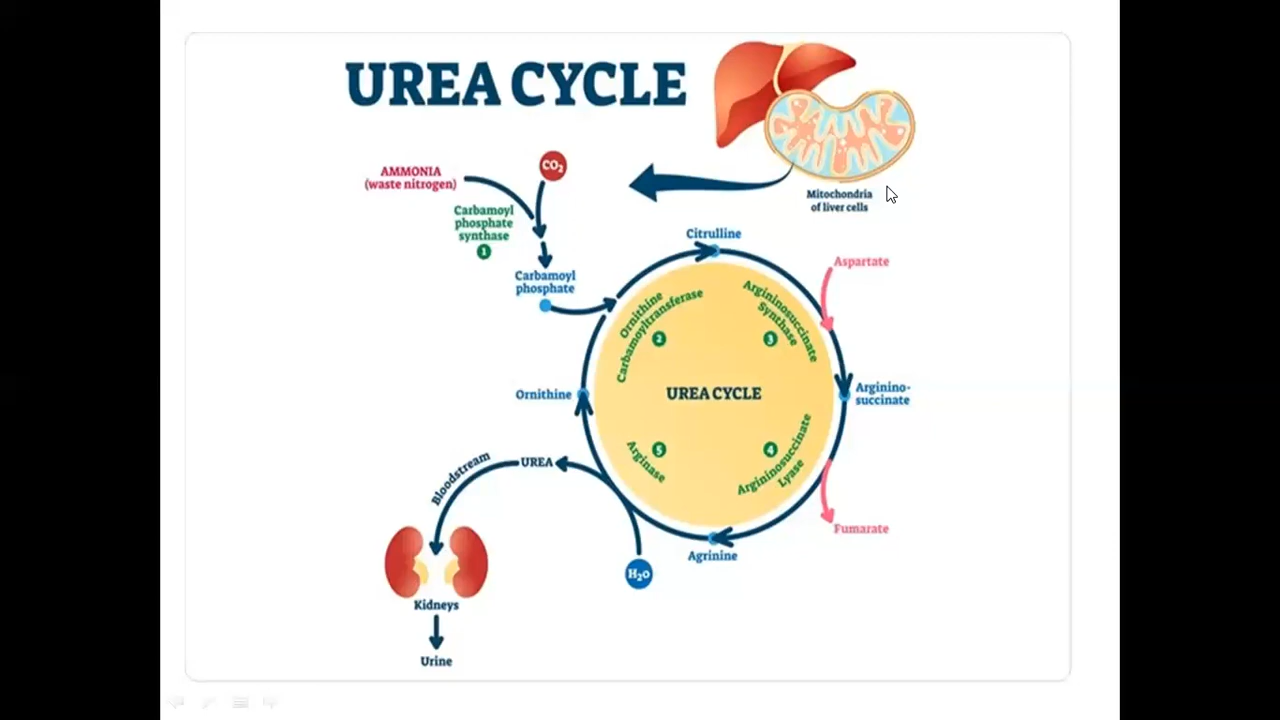 UREA CYCLE
AMMONIA
(waste nitrogen)
CO₂
Carbamoyl
phosphate
synthase
1
Carbamoyl
phosphate
Mitochondria
of liver cells
Citrulline
Aspartate
Ornithine
Carbamoyltransferase
2
Argininosuccinate
Synthase
3
UREA CYCLE
Ornithine
Arginino-
succinate
5
Arginase
4
Argininosuccinate
Lyase
UREA
Bloodstream
Fumarate
Agrinine
H₂O
Kidneys
Urine